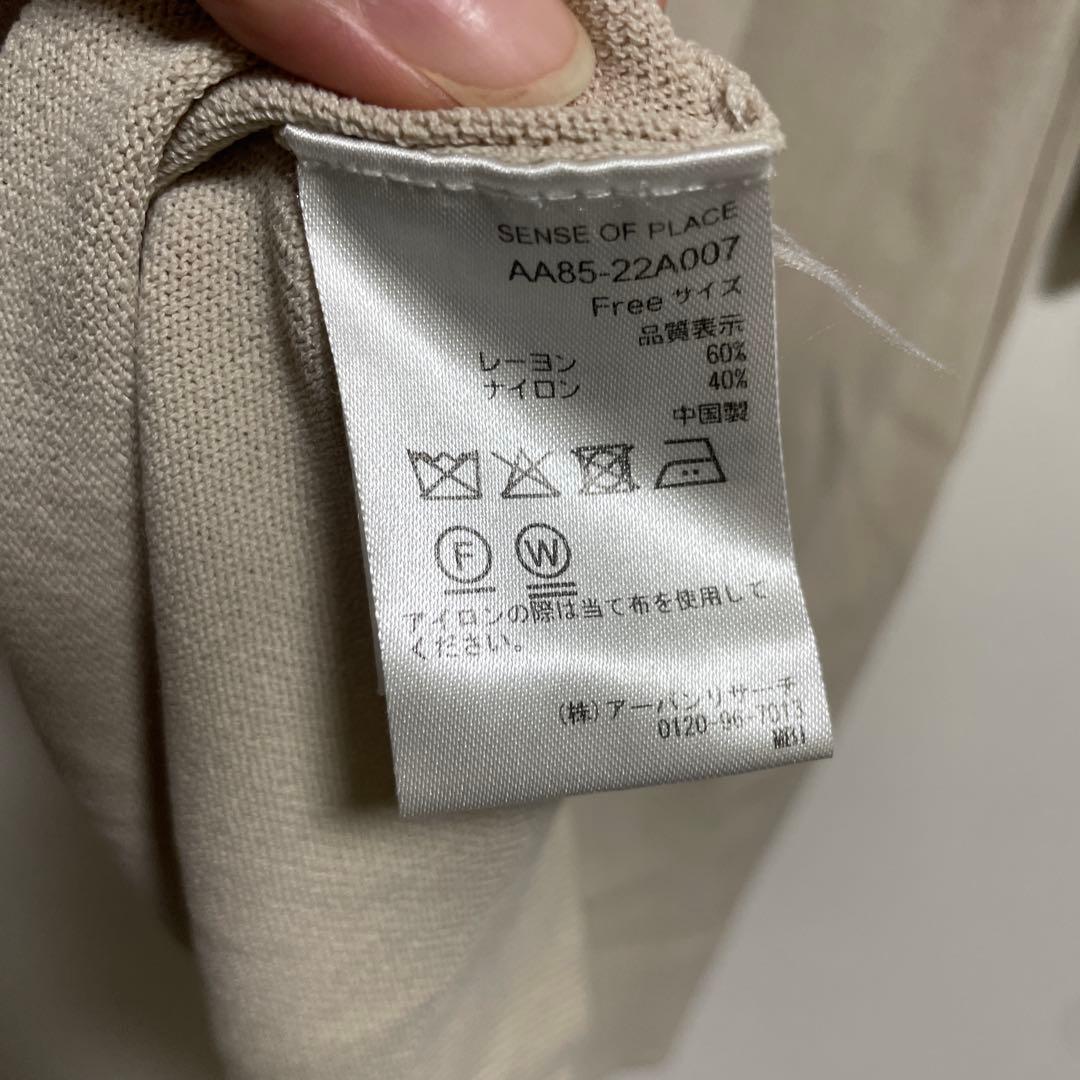 SENSE OF PLACE
AA85-22A007
Free サイズ
品質表示
レーヨン 60%
ナイロン 40%
中国製
F W
アイロンの際は当て布を使用して
ください。
(株)アーバンリサーチ
0120-96-7013